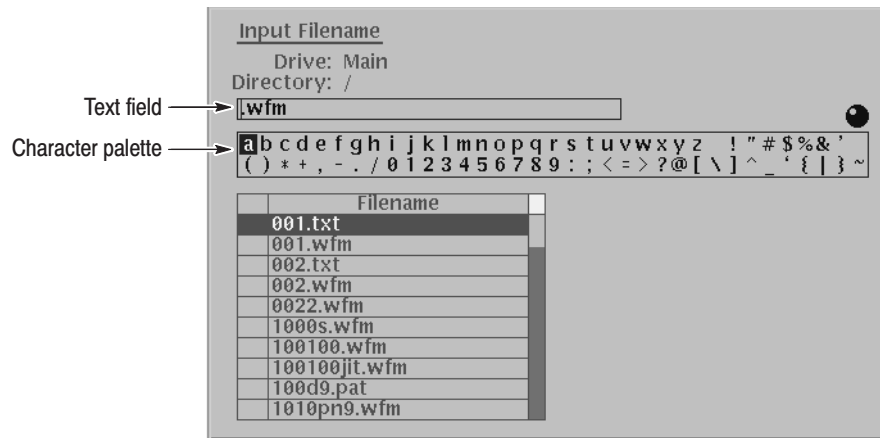 Input Filename
Drive: Main
Directory: /
Text field
.wfm
Character palette
a b c d e f g h i j k l m n o p q r s t u v w x y z ! " # $ % & '
( ) * + , - . / 0 1 2 3 4 5 6 7 8 9 : ; < = > ? @ [ \ ] ^ _ ` { | } ~
Filename
001.txt
001.wfm
002.txt
002.wfm
0022.wfm
1000s.wfm
100100.wfm
100100jit.wfm
100d9.pat
1010pn9.wfm